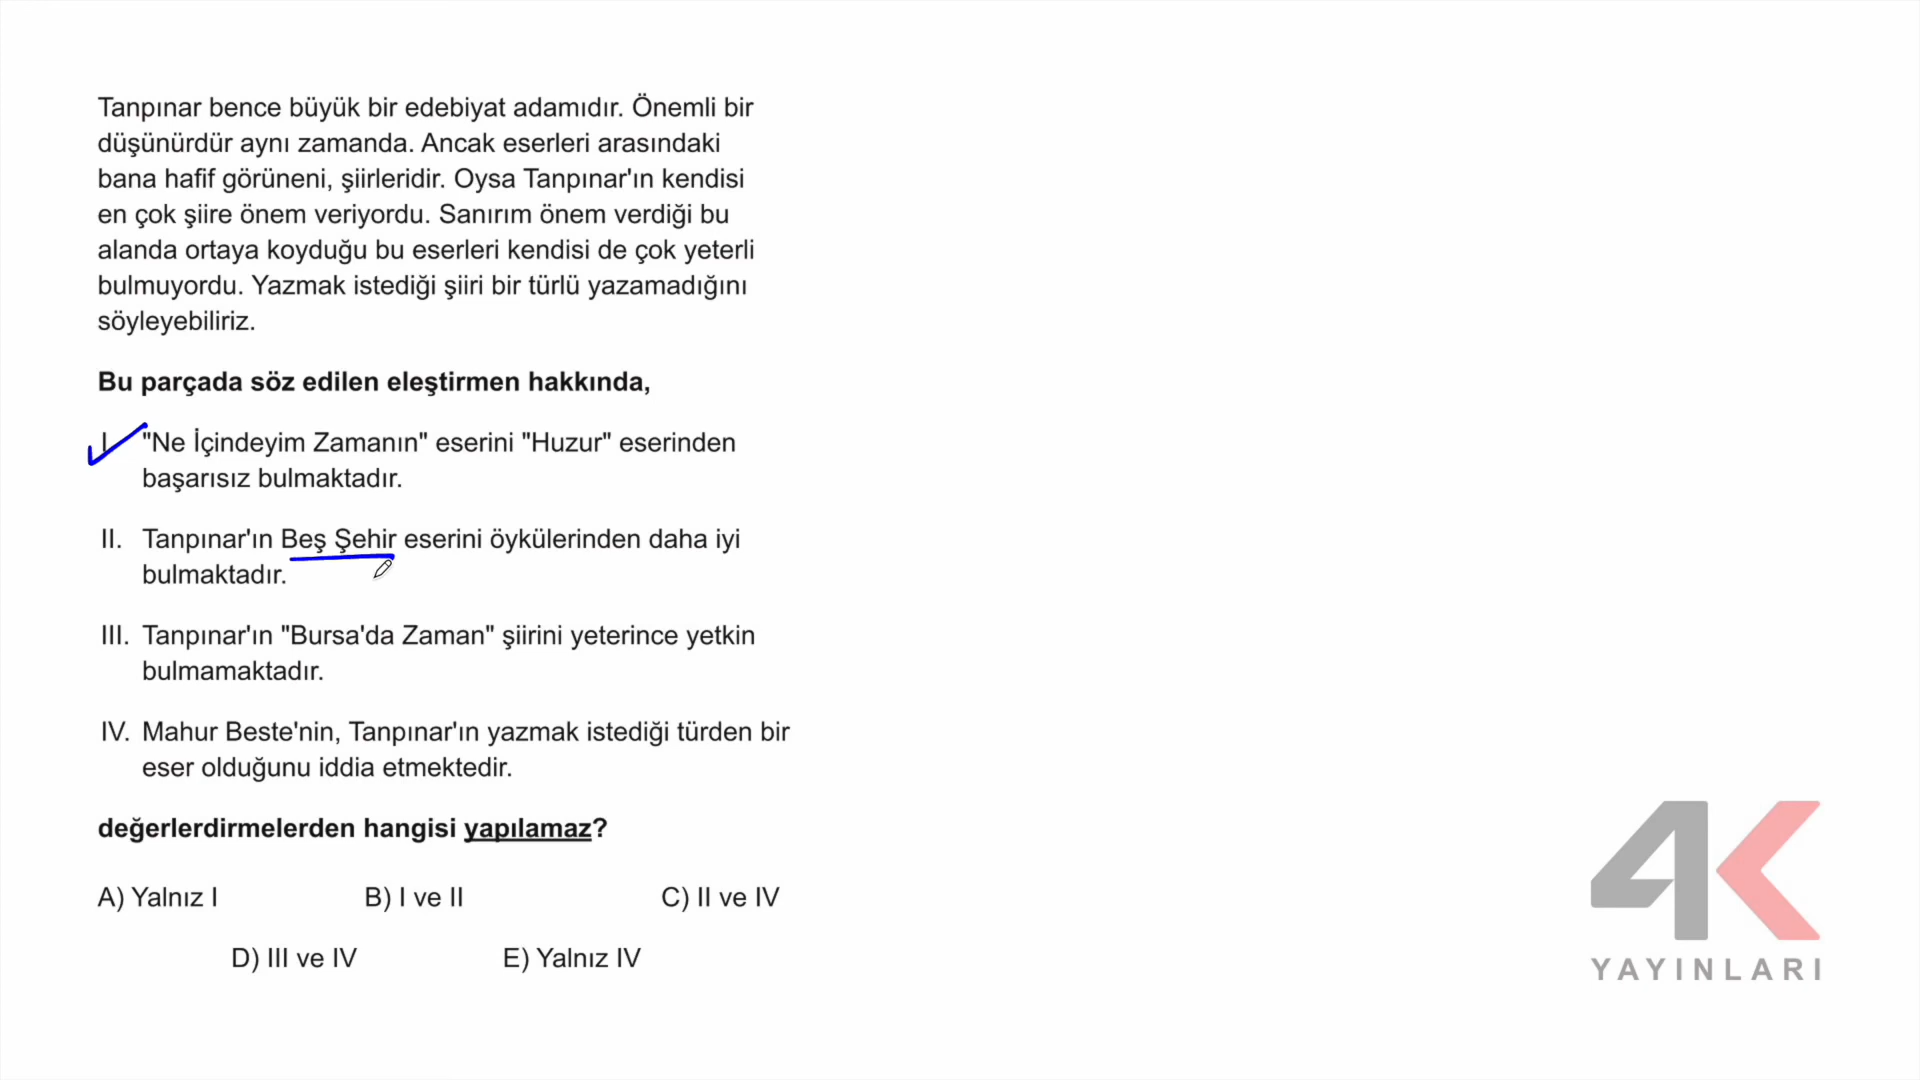 Tanpınar bence büyük bir edebiyat adamıdır. Önemli bir
düşünürdür aynı zamanda. Ancak eserleri arasındaki
bana hafif görüneni, şiirleridir. Oysa Tanpınar'ın kendisi
en çok şiire önem veriyordu. Sanırım önem verdiği bu
alanda ortaya koyduğu bu eserleri kendisi de çok yeterli
bulmuyordu. Yazmak istediği şiiri bir türlü yazamadığını
söyleyebiliriz.
Bu parçada söz edilen eleştirmen hakkında,
I. "Ne İçindeyim Zamanın" eserini "Huzur" eserinden
başarısız bulmaktadır.
II. Tanpınar'ın Beş Şehir eserini öykülerinden daha iyi
bulmaktadır.
III. Tanpınar'ın "Bursa'da Zaman" şiirini yeterince yetkin
bulmamaktadır.
IV. Mahur Beste'nin, Tanpınar'ın yazmak istediği türden bir
eser olduğunu iddia etmektedir.
değerlerdirmelerden hangisi yapılamaz?
A) Yalnız I B) I ve II C) II ve IV
D) III ve IV E) Yalnız IV
4K
YAYINLARI